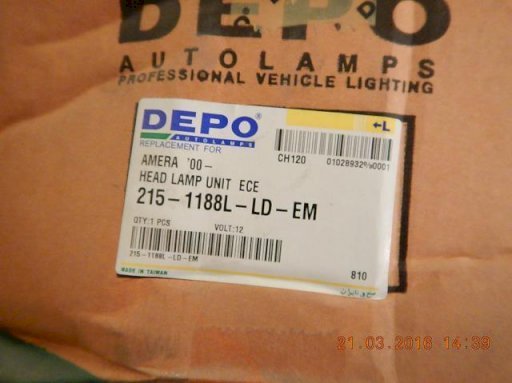 DEPO
AUTOLAMPS
PROFESSIONAL VEHICLE LIGHTING
DEPO®
AUTOLAMPS
REPLACEMENT FOR
←L
CH120
AMERA '00-
HEAD LAMP UNIT ECE
215-1188L-LD-EM
QTY:1 PCS VOLT:12
215-1188L-LD-EM
MADE IN TAIWAN
810
21.03.2016 14:39